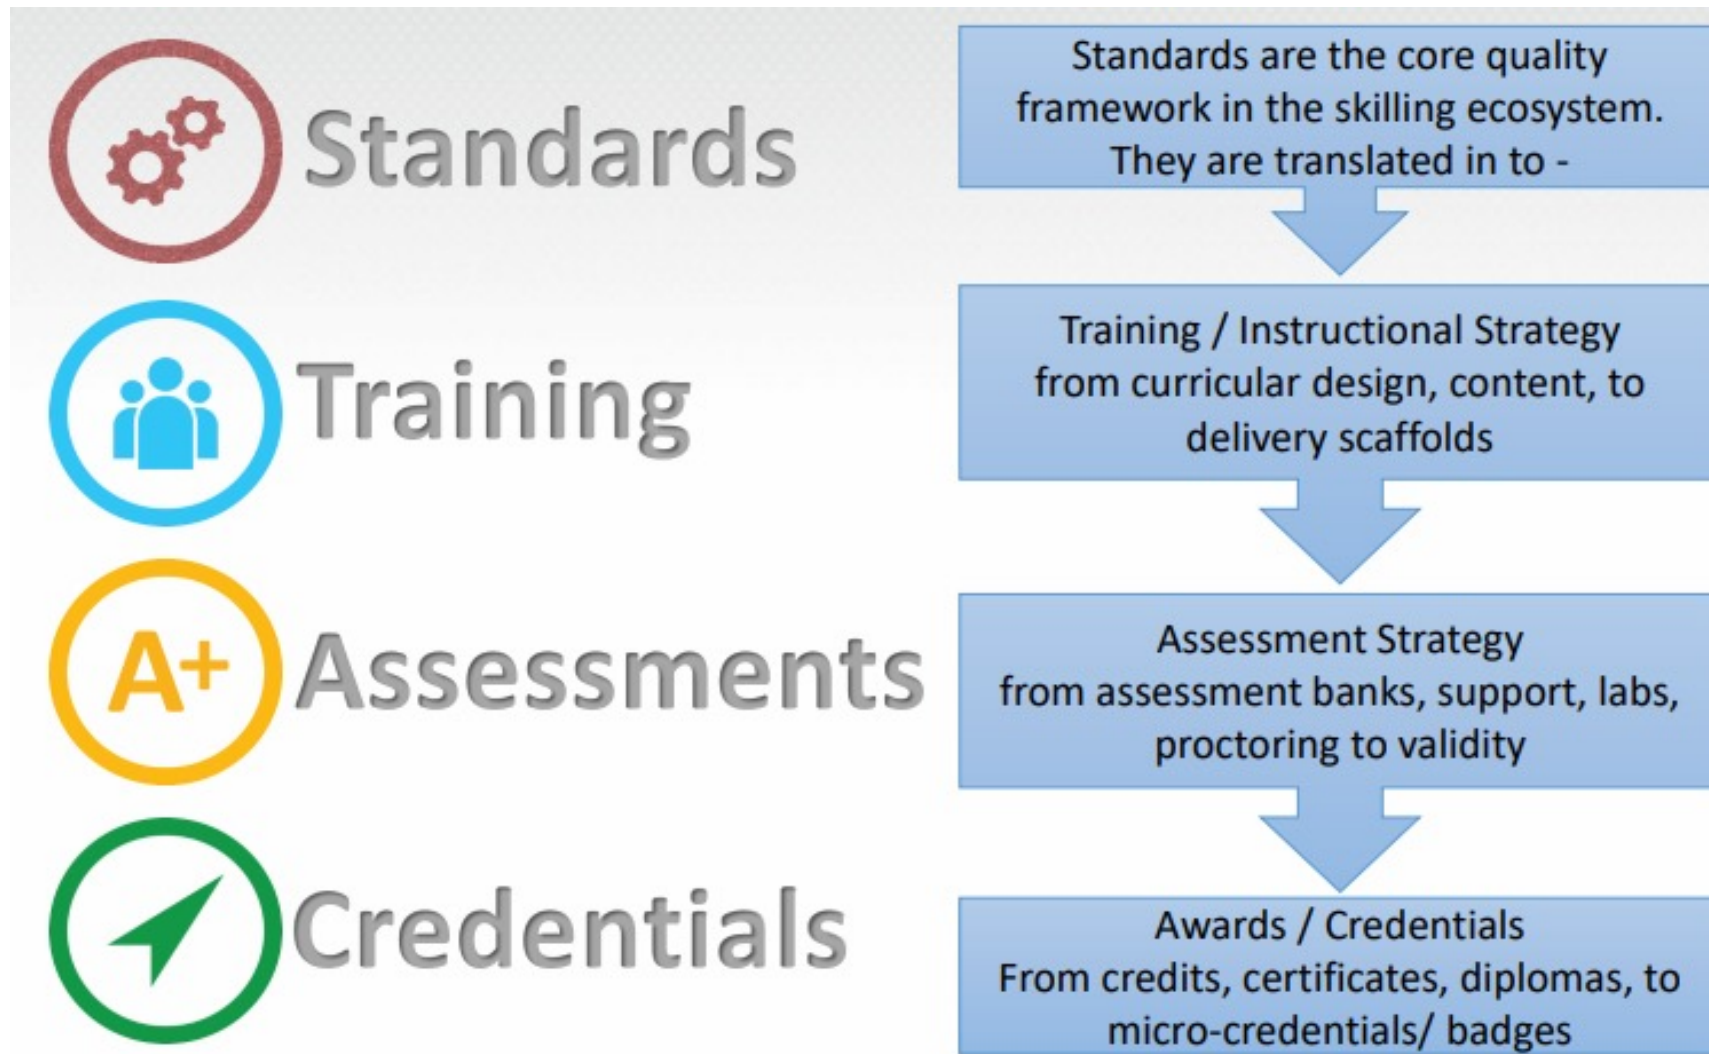 Standards
Standards are the core quality
framework in the skilling ecosystem.
They are translated in to -
Training
Training / Instructional Strategy
from curricular design, content, to
delivery scaffolds
A+
Assessments
Assessment Strategy
from assessment banks, support, labs,
proctoring to validity
Credentials
Awards / Credentials
From credits, certificates, diplomas, to
micro-credentials/ badges